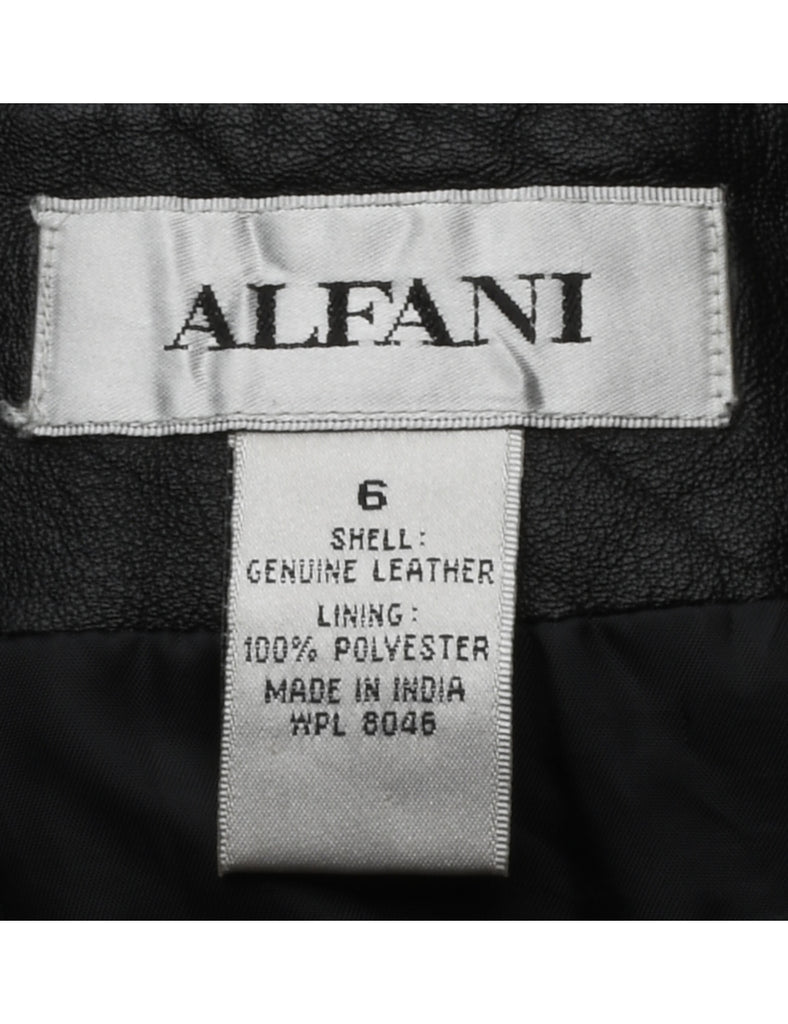 ALFANI
6
SHELL:
GENUINE LEATHER
LINING:
100% POLYESTER
MADE IN INDIA
WPL 8046